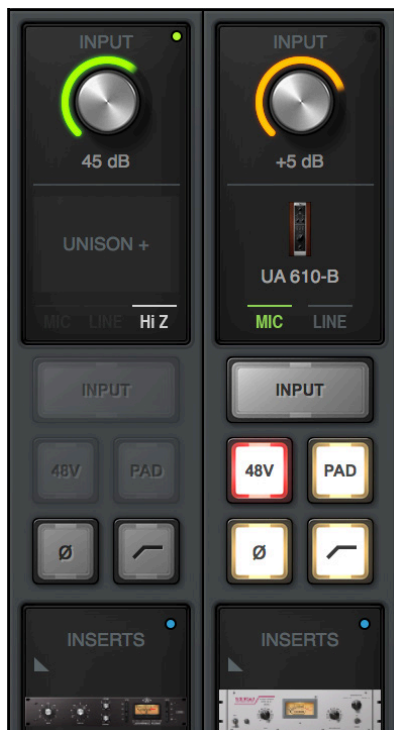 INPUT
45 dB
UNISON +
MIC LINE Hi Z
INPUT
48V PAD
Ø
INSERTS
INPUT
+5 dB
UA 610-B
MIC LINE
INPUT
48V PAD
Ø
INSERTS